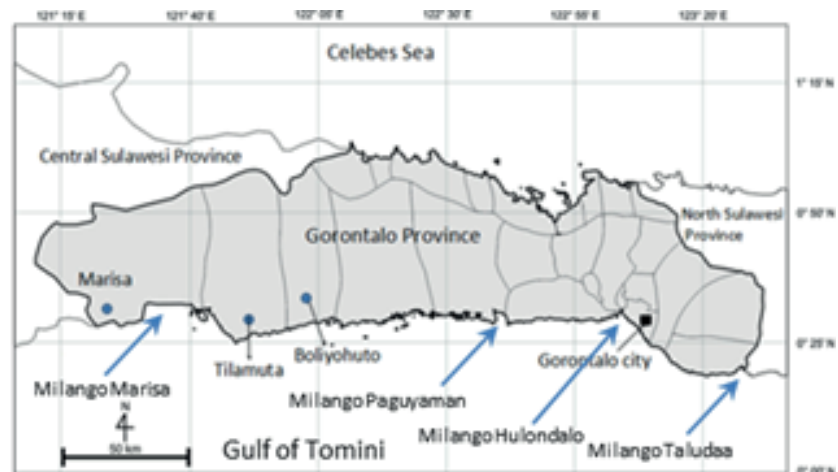 121° 15' E 121° 40' E 122° 05' E 122° 30' E 122° 55' E 123° 20' E
Celebes Sea
1° 15' N
Central Sulawesi Province
North Sulawesi
Province
0° 50' N
Gorontalo Province
Marisa
0° 25' N
Tilamuta
Boliyohuto
Gorontalo city
Milango Marisa
Milango Paguyaman
Milango Hulondalo
Milango Taludaa
N
50 km
Gulf of Tomini
0° 00' N